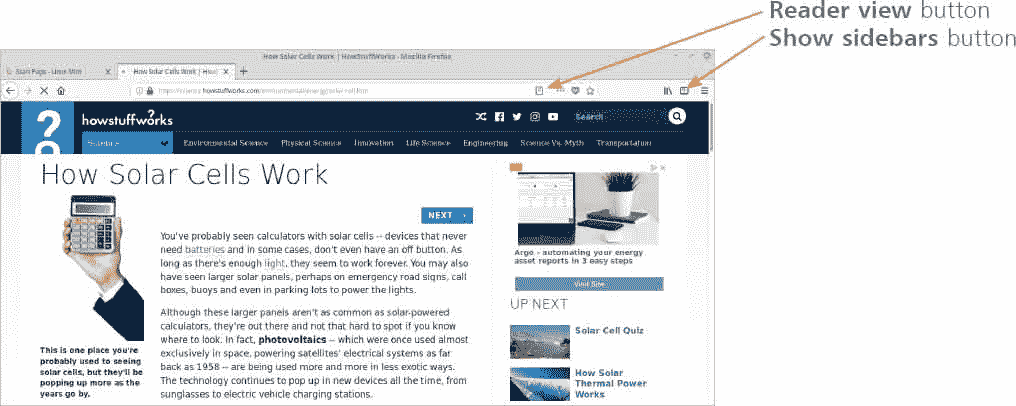 Reader view button
Show sidebars button
How Solar Cells Work | HowStuffWorks - Mozilla Firefox
Start Page - Linux Mint
How Solar Cells Work | How
howstuffworks.com
howstuffworks
Search
Science
Environmental Science Physical Science Innovation Life Science Engineering Science Vs. Myth Transportation
How Solar Cells Work
NEXT
You've probably seen calculators with solar cells -- devices that never
need batteries and in some cases, don't even have an off button. As
long as there's enough light, they seem to work forever. You may also
have seen larger solar panels, perhaps on emergency road signs, call
boxes, buoys and even in parking lots to power the lights.
Although these larger panels aren't as common as solar-powered
calculators, they're out there and not that hard to spot if you know
where to look. In fact, photovoltaics -- which were once used almost
exclusively in space, powering satellites' electrical systems as far
back as 1958 -- are being used more and more in less exotic ways.
The technology continues to pop up in new devices all the time, from
sunglasses to electric vehicle charging stations.
This is one place you're
probably used to seeing
solar cells, but they'll be
popping up more as the
years go by.
Argo - automating your energy
asset reports in 3 easy steps
Visit Site
UP NEXT
Solar Cell Quiz
How Solar
Thermal Power
Works